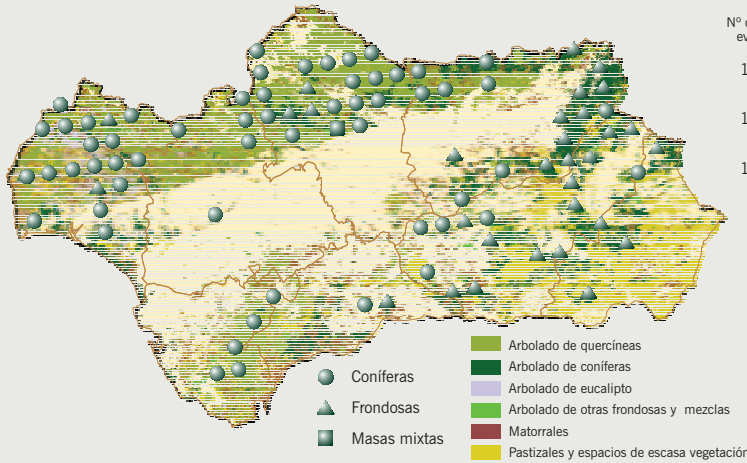 Nº
Coníferas
Frondosas
Masas mixtas
Arbolado de quercíneas
Arbolado de coníferas
Arbolado de eucalipto
Arbolado de otras frondosas y mezclas
Matorrales
Pastizales y espacios de escasa vegetación